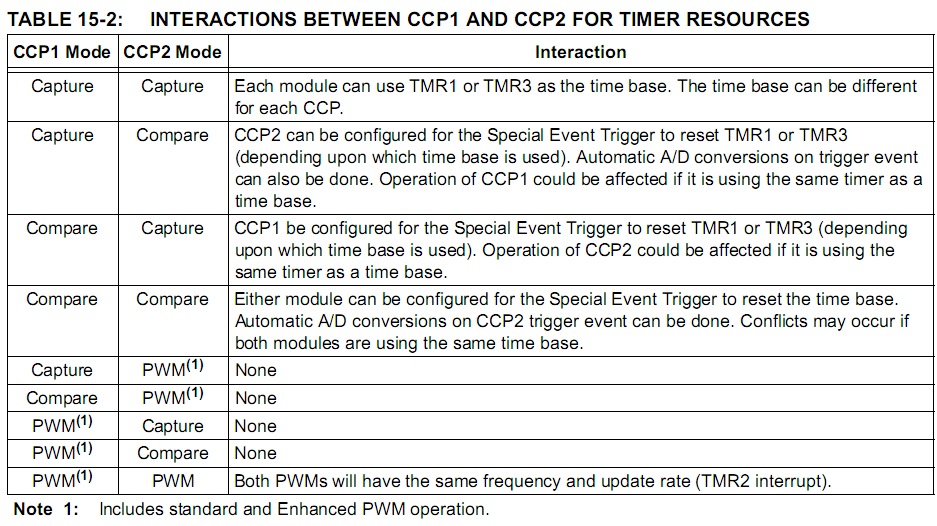 TABLE 15-2: INTERACTIONS BETWEEN CCP1 AND CCP2 FOR TIMER RESOURCES
CCP1 Mode CCP2 Mode Interaction
Capture Capture Each module can use TMR1 or TMR3 as the time base. The time base can be different
for each CCP.
Capture Compare CCP2 can be configured for the Special Event Trigger to reset TMR1 or TMR3
(depending upon which time base is used). Automatic A/D conversions on trigger event
can also be done. Operation of CCP1 could be affected if it is using the same timer as a
time base.
Compare Capture CCP1 be configured for the Special Event Trigger to reset TMR1 or TMR3 (depending
upon which time base is used). Operation of CCP2 could be affected if it is using the
same timer as a time base.
Compare Compare Either module can be configured for the Special Event Trigger to reset the time base.
Automatic A/D conversions on CCP2 trigger event can be done. Conflicts may occur if
both modules are using the same time base.
Capture PWM(1) None
Compare PWM(1) None
PWM(1) Capture None
PWM(1) Compare None
PWM(1) PWM Both PWMs will have the same frequency and update rate (TMR2 interrupt).
Note 1: Includes standard and Enhanced PWM operation.